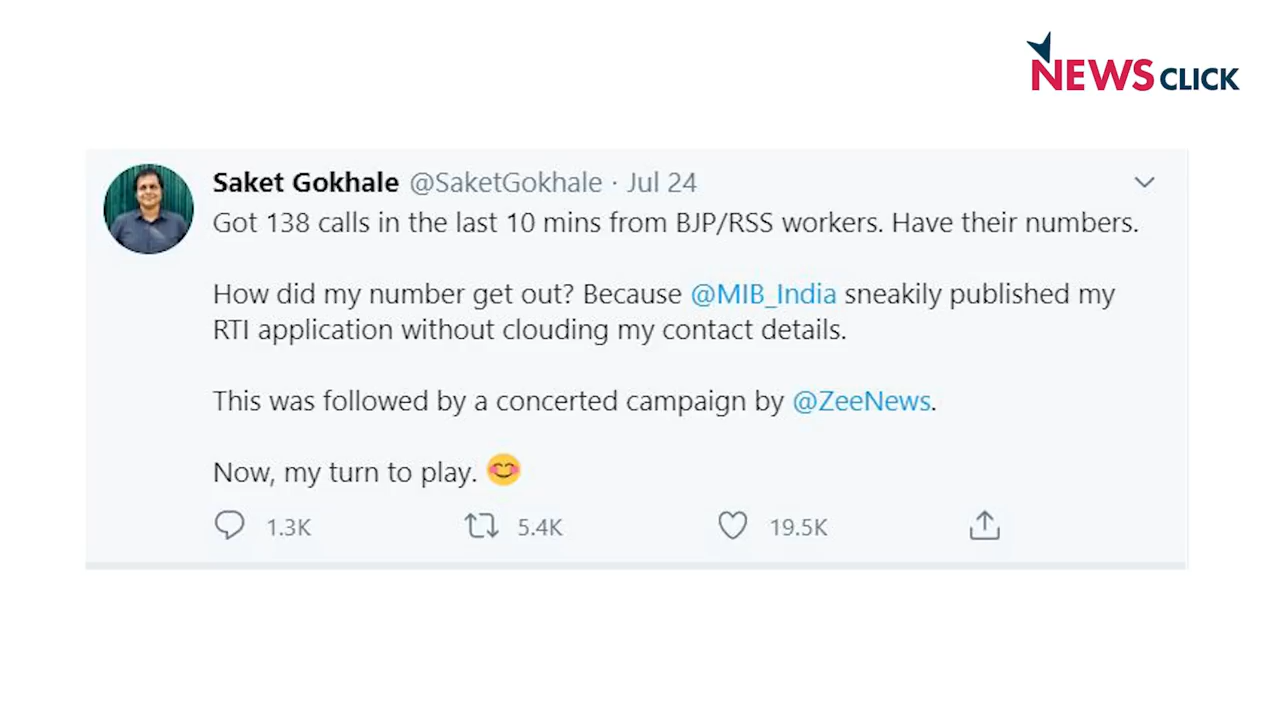 NEWS CLICK
Saket Gokhale @SaketGokhale · Jul 24
Got 138 calls in the last 10 mins from BJP/RSS workers. Have their numbers.
How did my number get out? Because @MIB_India sneakily published my
RTI application without clouding my contact details.
This was followed by a concerted campaign by @ZeeNews.
Now, my turn to play. 😊
1.3K 5.4K 19.5K